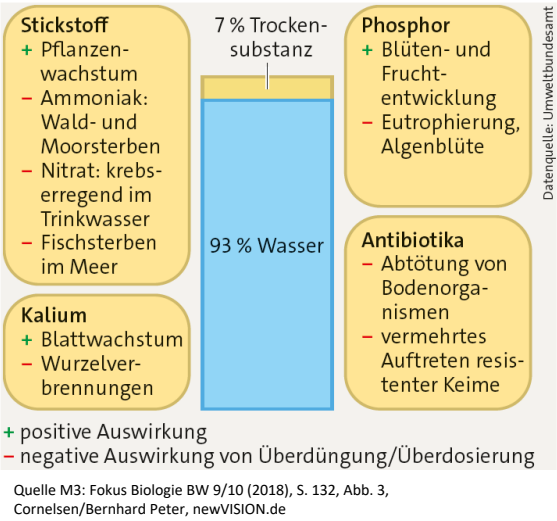 Stickstoff
+ Pflanzen-
wachstum
– Ammoniak:
Wald- und
Moorsterben
– Nitrat: krebs-
erregend im
Trinkwasser
– Fischsterben
im Meer
Kalium
+ Blattwachstum
– Wurzelver-
brennungen
7 % Trocken-
substanz
93 % Wasser
Phosphor
+ Blüten- und
Frucht-
entwicklung
– Eutrophierung,
Algenblüte
Antibiotika
– Abtötung von
Bodenorga-
nismen
– vermehrtes
Auftreten resis-
tenter Keime
Datenquelle: Umweltbundesamt
+ positive Auswirkung
– negative Auswirkung von Überdüngung/Überdosierung
Quelle M3: Fokus Biologie BW 9/10 (2018), S. 132, Abb. 3,
Cornelsen/Bernhard Peter, newVISION.de